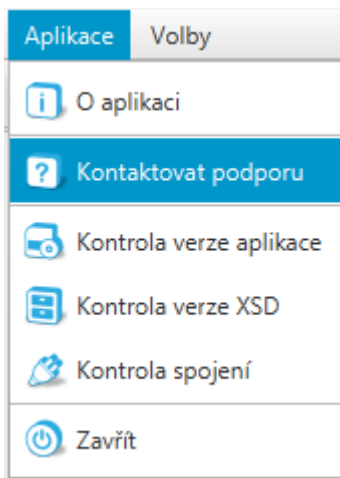 Aplikace Volby
O aplikaci
Kontaktovat podporu
Kontrola verze aplikace
Kontrola verze XSD
Kontrola spojení
Zavřít